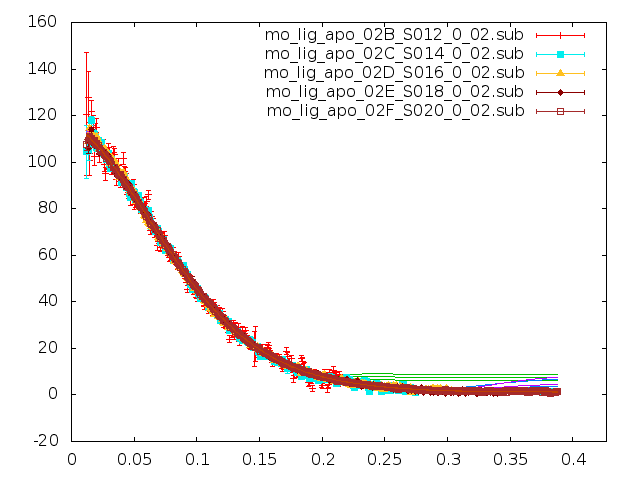 160
140
120
100
80
60
40
20
0
-20
mo_lig_apo_02B_S012_0_02.sub
mo_lig_apo_02C_S014_0_02.sub
mo_lig_apo_02D_S016_0_02.sub
mo_lig_apo_02E_S018_0_02.sub
mo_lig_apo_02F_S020_0_02.sub
0 0.05 0.1 0.15 0.2 0.25 0.3 0.35 0.4